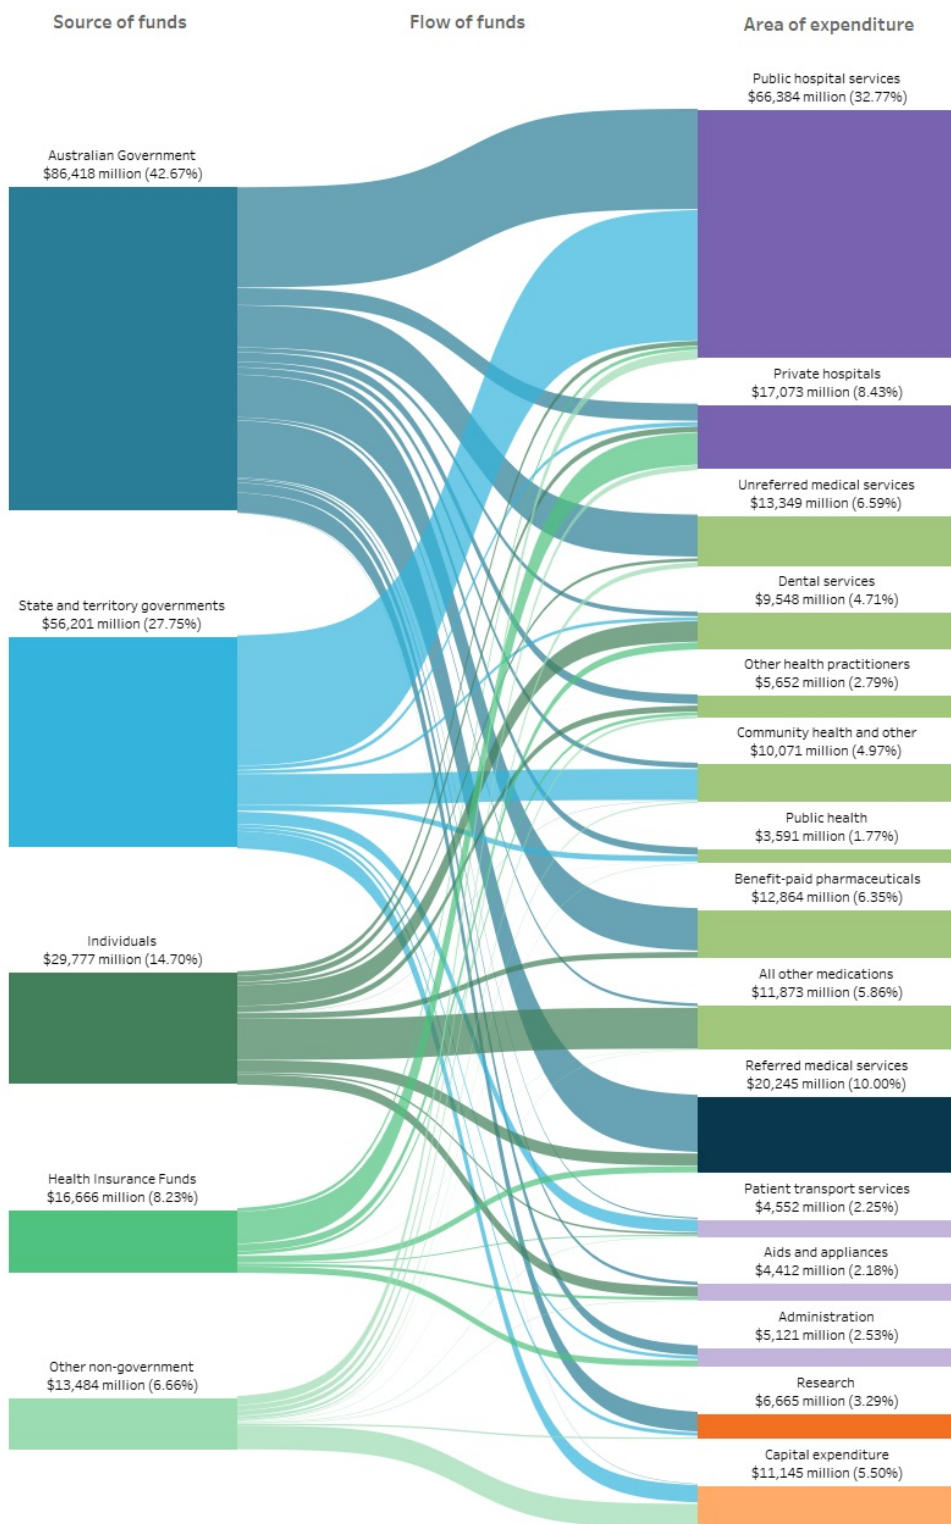 Source of funds
Flow of funds
Area of expenditure
Public hospital services
$66,384 million (32.77%)
Australian Government
$86,418 million (42.67%)
Private hospitals
$17,073 million (8.43%)
Unreferred medical services
$13,349 million (6.59%)
Dental services
$9,548 million (4.71%)
State and territory governments
$56,201 million (27.75%)
Other health practitioners
$5,652 million (2.79%)
Community health and other
$10,071 million (4.97%)
Public health
$3,591 million (1.77%)
Benefit-paid pharmaceuticals
$12,864 million (6.35%)
Individuals
$29,777 million (14.70%)
All other medications
$11,873 million (5.86%)
Referred medical services
$20,245 million (10.00%)
Health Insurance Funds
$16,666 million (8.23%)
Patient transport services
$4,552 million (2.25%)
Aids and appliances
$4,412 million (2.18%)
Administration
$5,121 million (2.53%)
Other non-government
$13,484 million (6.66%)
Research
$6,665 million (3.29%)
Capital expenditure
$11,145 million (5.50%)